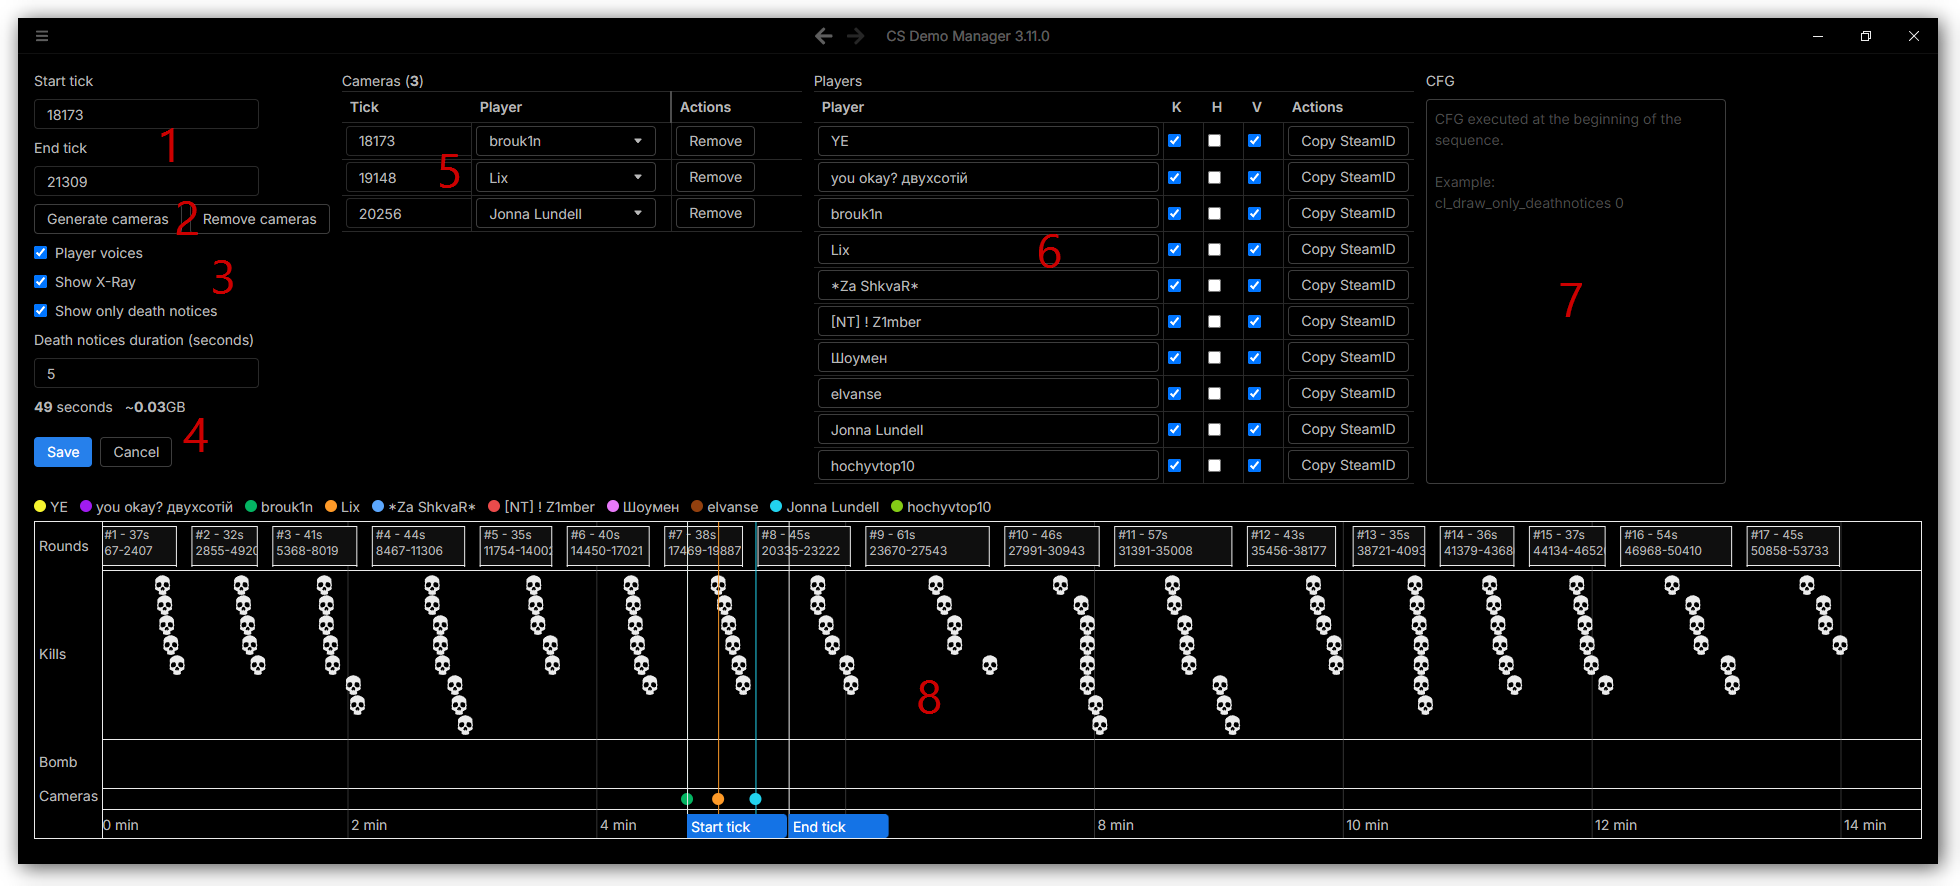 CS Demo Manager 3.11.0
Start tick
18173
1
End tick
21309
Generate cameras
2
Remove cameras
Player voices
Show X-Ray
3
Show only death notices
Death notices duration (seconds)
5
49 seconds ~0.03GB
4
Save
Cancel
Cameras (3)
Tick Player Actions
18173 brouk1n Remove
19148 Lix Remove
5
20256 Jonna Lundell Remove
Players
Player K H V Actions
YE Copy SteamID
you okay? двухсотій Copy SteamID
brouk1n Copy SteamID
Lix Copy SteamID
6
*Za ShkvaR* Copy SteamID
[NT] ! Z1mber Copy SteamID
Шоумен Copy SteamID
elvanse Copy SteamID
Jonna Lundell Copy SteamID
hochyvtop10 Copy SteamID
CFG
CFG executed at the beginning of the
sequence.
Example:
cl_draw_only_deathnotices 0
7
YE you okay? двухсотій brouk1n Lix *Za ShkvaR* [NT] ! Z1mber Шоумен elvanse Jonna Lundell hochyvtop10
Rounds
#1 - 37s #2 - 32s #3 - 41s #4 - 44s #5 - 35s #6 - 40s #7 - 38s #8 - 45s #9 - 61s #10 - 46s #11 - 57s #12 - 43s #13 - 35s #14 - 36s #15 - 37s #16 - 54s #17 - 45s
67-2407 2855-4920 5368-8019 8467-11306 11754-1400 14450-17021 17469-19887 20335-23222 23670-27543 27991-30943 31391-35008 35456-38177 38721-4093 41379-4368 44134-4652 46968-50410 50858-53733
Kills
8
Bomb
Cameras
0 min 2 min 4 min Start tick End tick 8 min 10 min 12 min 14 min